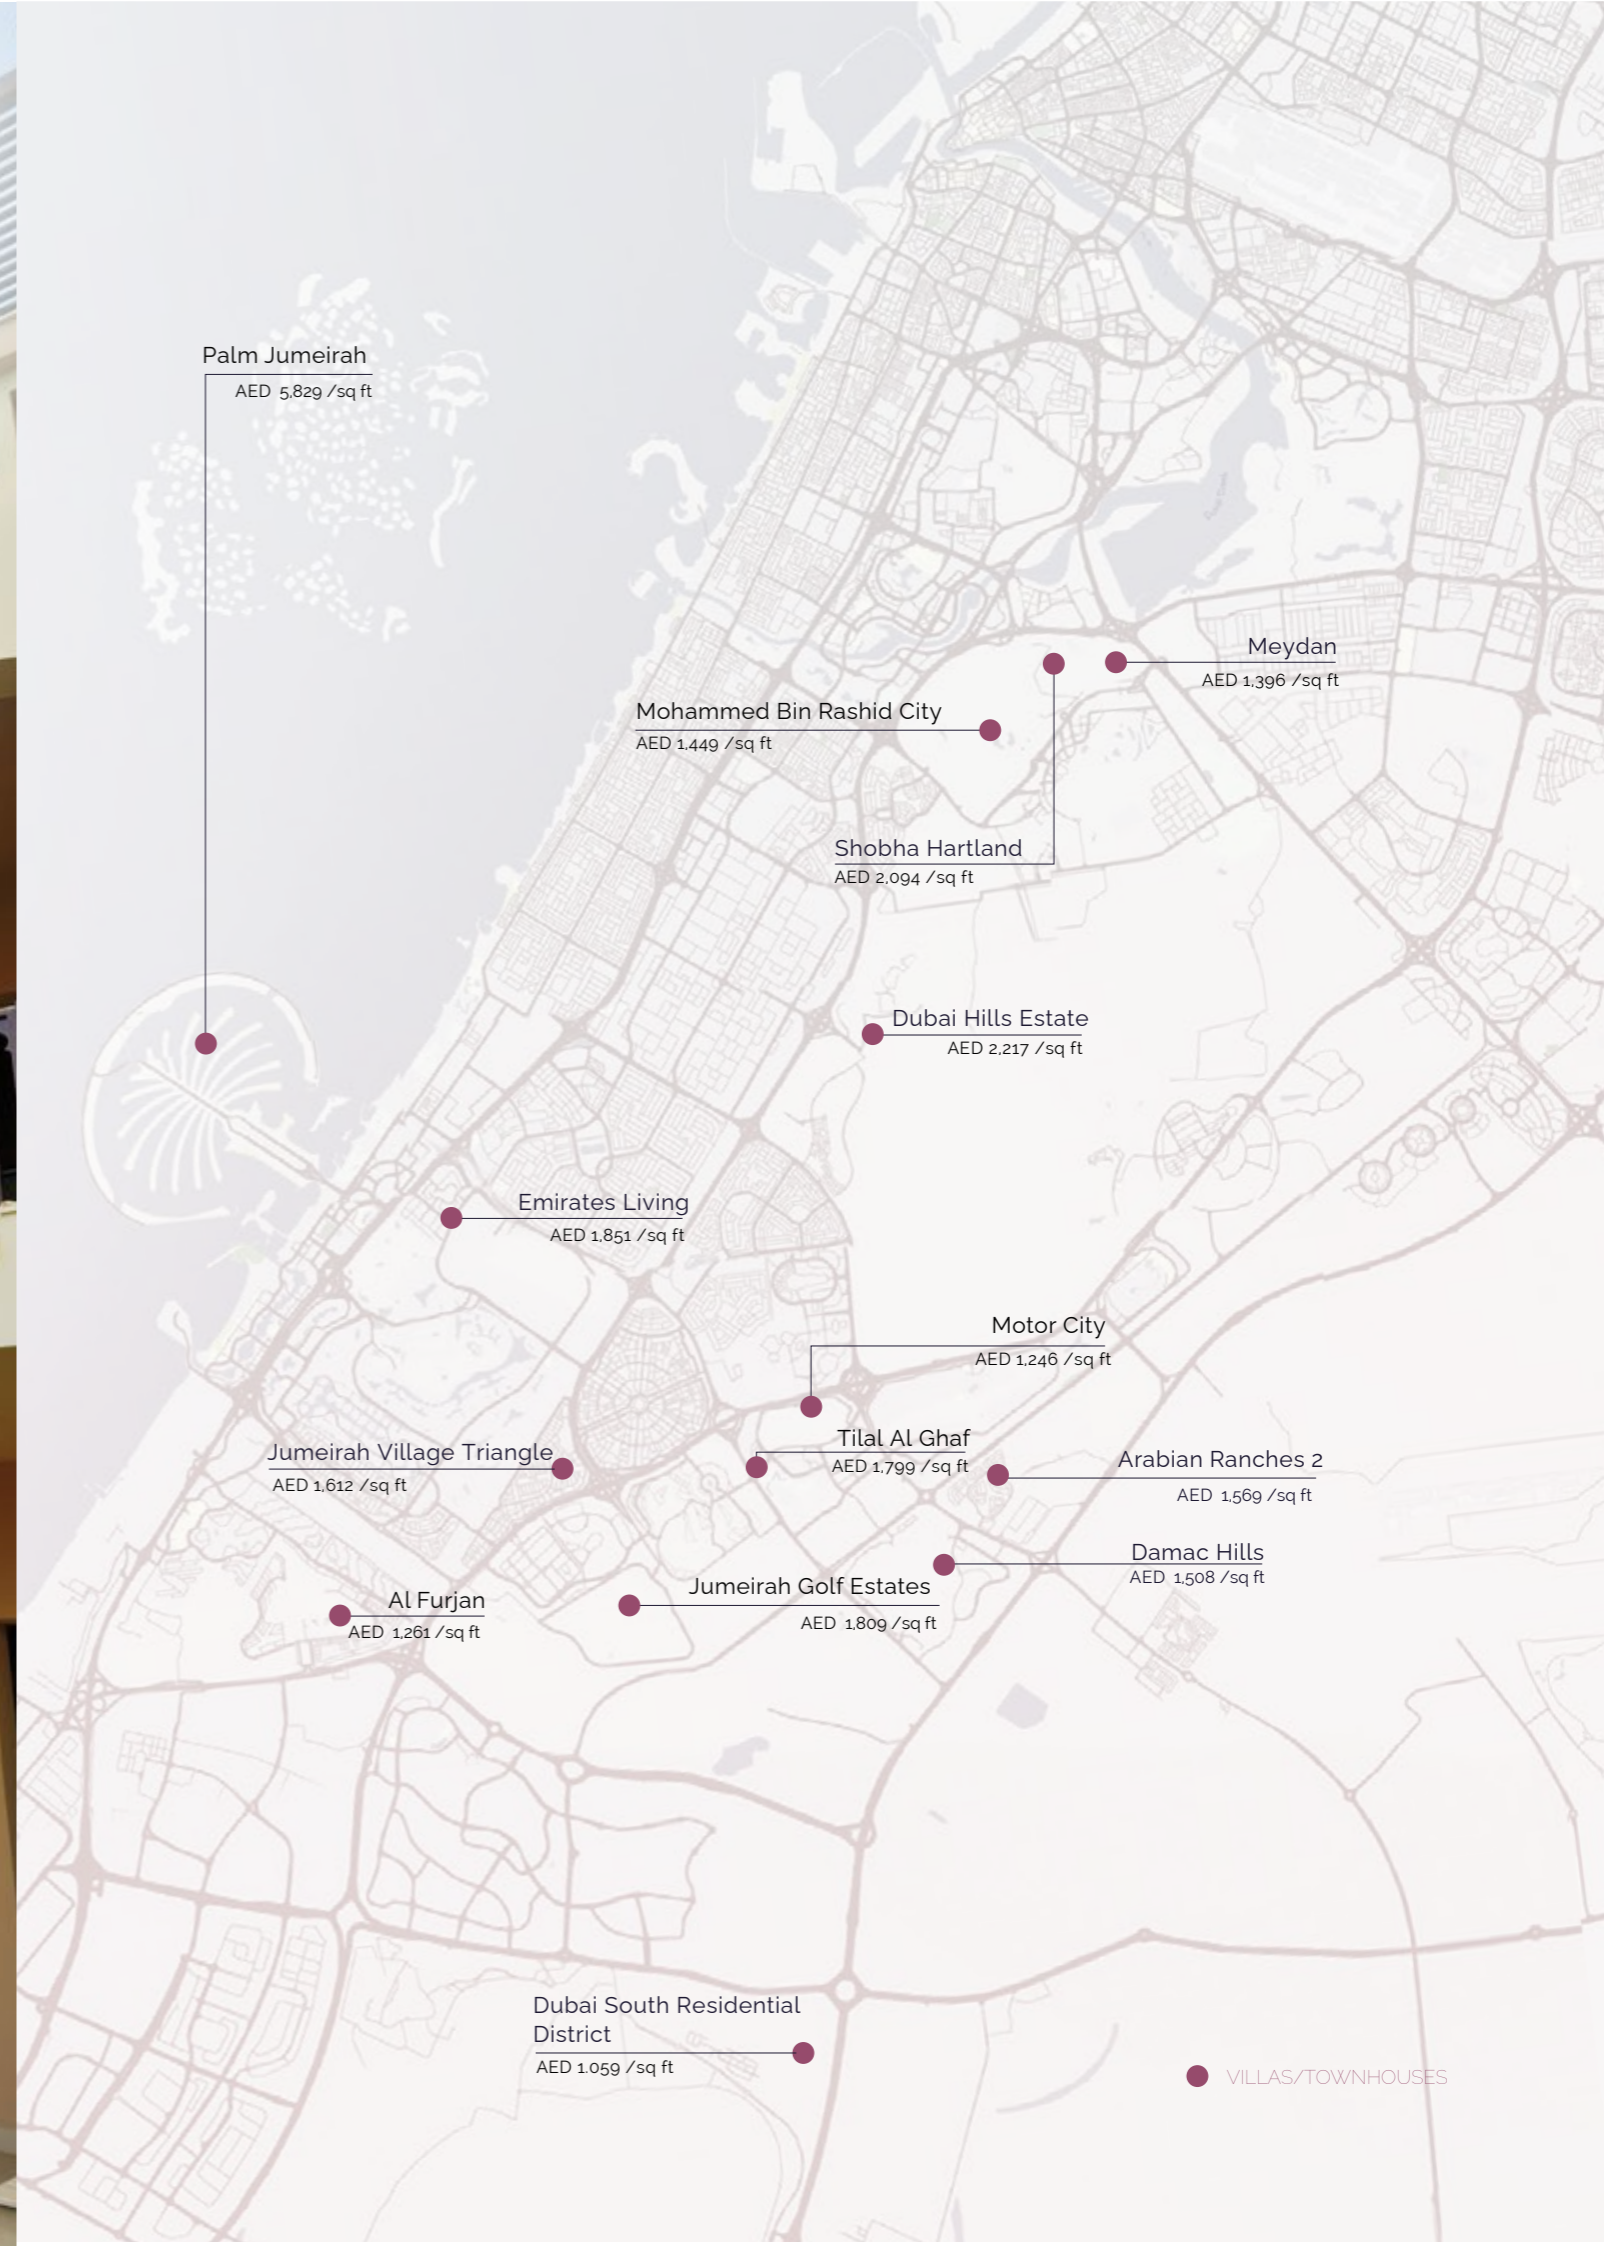 Palm Jumeirah
AED 5,829 /sq ft
Meydan
AED 1,396 /sq ft
Mohammed Bin Rashid City
AED 1,449 /sq ft
Shobha Hartland
AED 2,094 /sq ft
Dubai Hills Estate
AED 2,217 /sq ft
Emirates Living
AED 1,851 /sq ft
Motor City
AED 1,246 /sq ft
Tilal Al Ghaf
AED 1,799 /sq ft
Jumeirah Village Triangle
AED 1,612 /sq ft
Arabian Ranches 2
AED 1,569 /sq ft
Damac Hills
AED 1,508 /sq ft
Jumeirah Golf Estates
AED 1,809 /sq ft
Al Furjan
AED 1,261 /sq ft
Dubai South Residential
District
AED 1.059 /sq ft
VILLAS/TOWNHOUSES